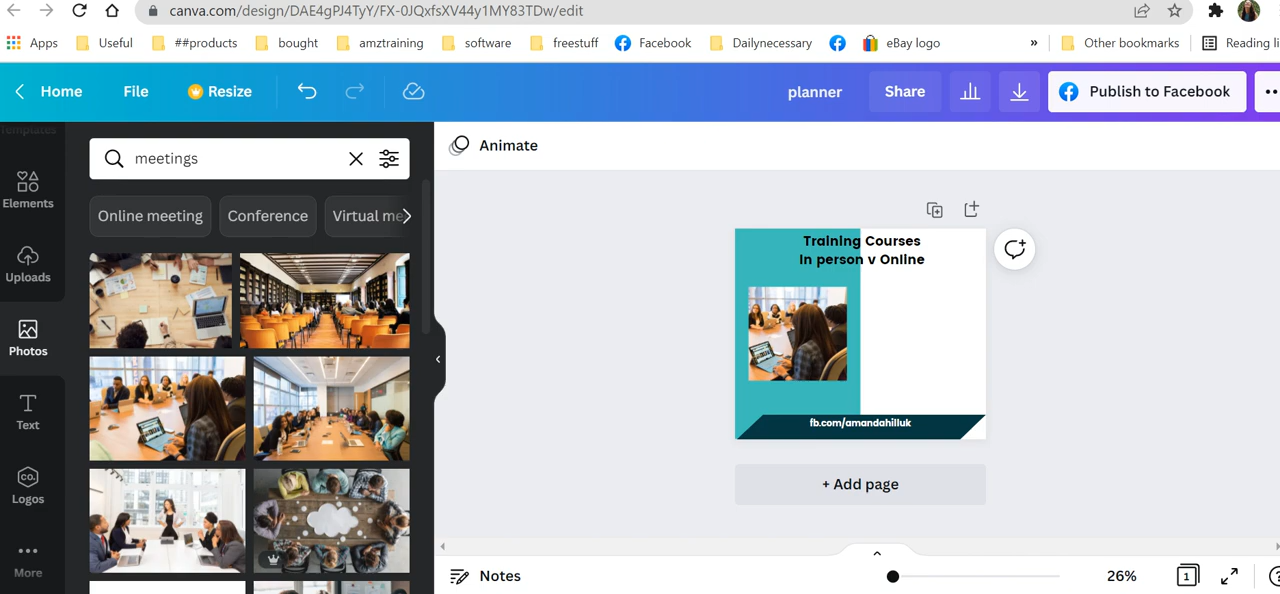 canva.com/design/DAE4gPJ4TyY/FX-0JQxfsXV44y1MY83TDw/edit
Apps Useful ##products bought amztraining software freestuff Facebook Dailynecessary eBay logo » Other bookmarks Reading li
Home File Resize planner Share Publish to Facebook
Templates
meetings
Animate
Elements
Online meeting Conference Virtual me
Uploads
Training Courses
in person v Online
Photos
Text
fb.com/amandahilluk
Logos
+ Add page
More
Notes 26% 1